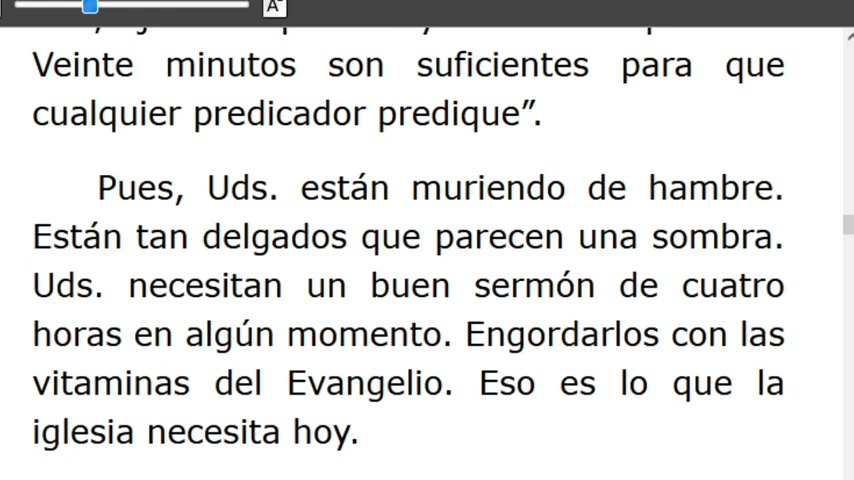 Veinte minutos son suficientes para que
cualquier predicador predique”.
Pues, Uds. están muriendo de hambre.
Están tan delgados que parecen una sombra.
Uds. necesitan un buen sermón de cuatro
horas en algún momento. Engordarlos con las
vitaminas del Evangelio. Eso es lo que la
iglesia necesita hoy.